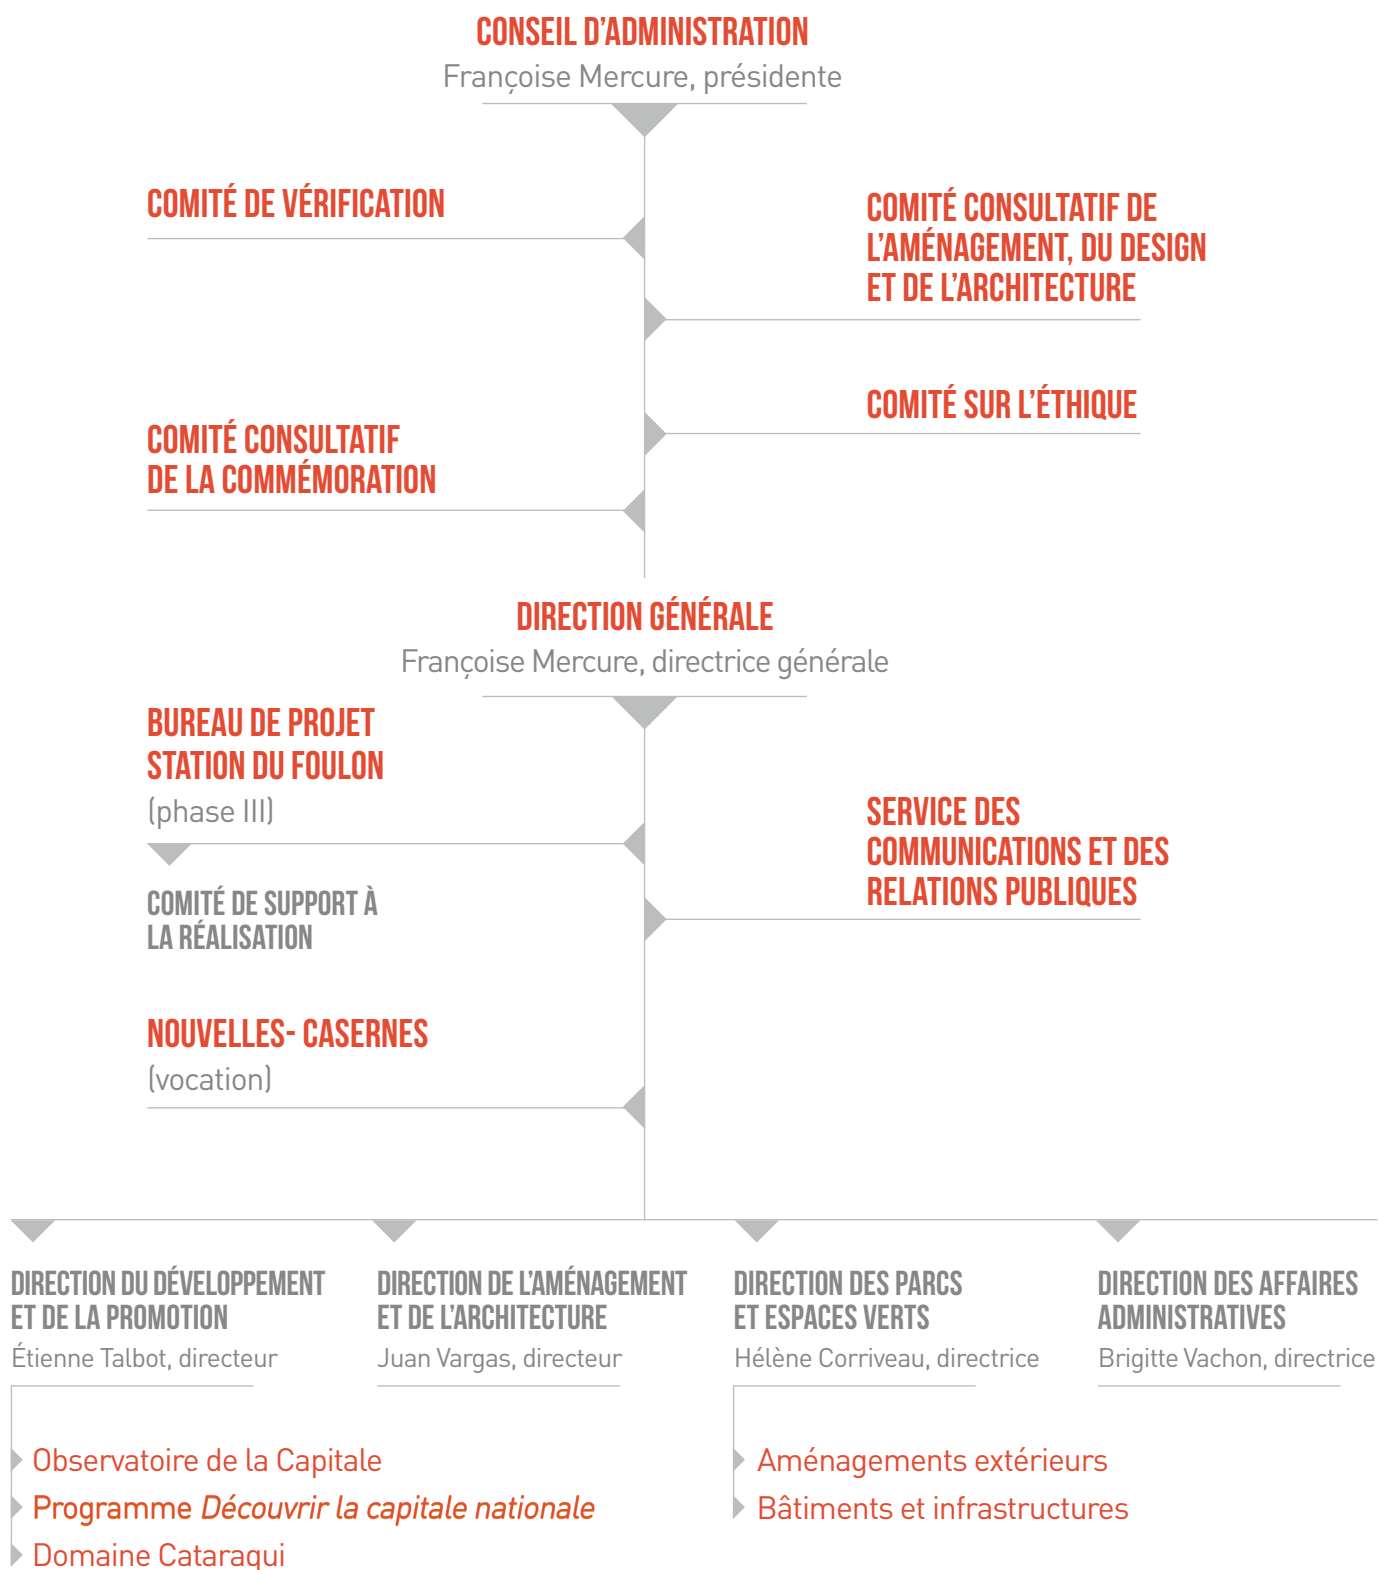 CONSEIL D'ADMINISTRATION
Françoise Mercure, présidente
COMITÉ DE VÉRIFICATION
COMITÉ CONSULTATIF DE
L'AMÉNAGEMENT, DU DESIGN
ET DE L'ARCHITECTURE
COMITÉ SUR L'ÉTHIQUE
COMITÉ CONSULTATIF
DE LA COMMÉMORATION
DIRECTION GÉNÉRALE
Françoise Mercure, directrice générale
BUREAU DE PROJET
STATION DU FOULON
(phase III)
SERVICE DES
COMMUNICATIONS ET DES
RELATIONS PUBLIQUES
COMITÉ DE SUPPORT À
LA RÉALISATION
NOUVELLES- CASERNES
(vocation)
DIRECTION DU DÉVELOPPEMENT
ET DE LA PROMOTION
Étienne Talbot, directeur
Observatoire de la Capitale
Programme Découvrir la capitale nationale
Domaine Cataraqui
DIRECTION DE L'AMÉNAGEMENT
ET DE L'ARCHITECTURE
Juan Vargas, directeur
DIRECTION DES PARCS
ET ESPACES VERTS
Hélène Corriveau, directrice
Aménagements extérieurs
Bâtiments et infrastructures
DIRECTION DES AFFAIRES
ADMINISTRATIVES
Brigitte Vachon, directrice